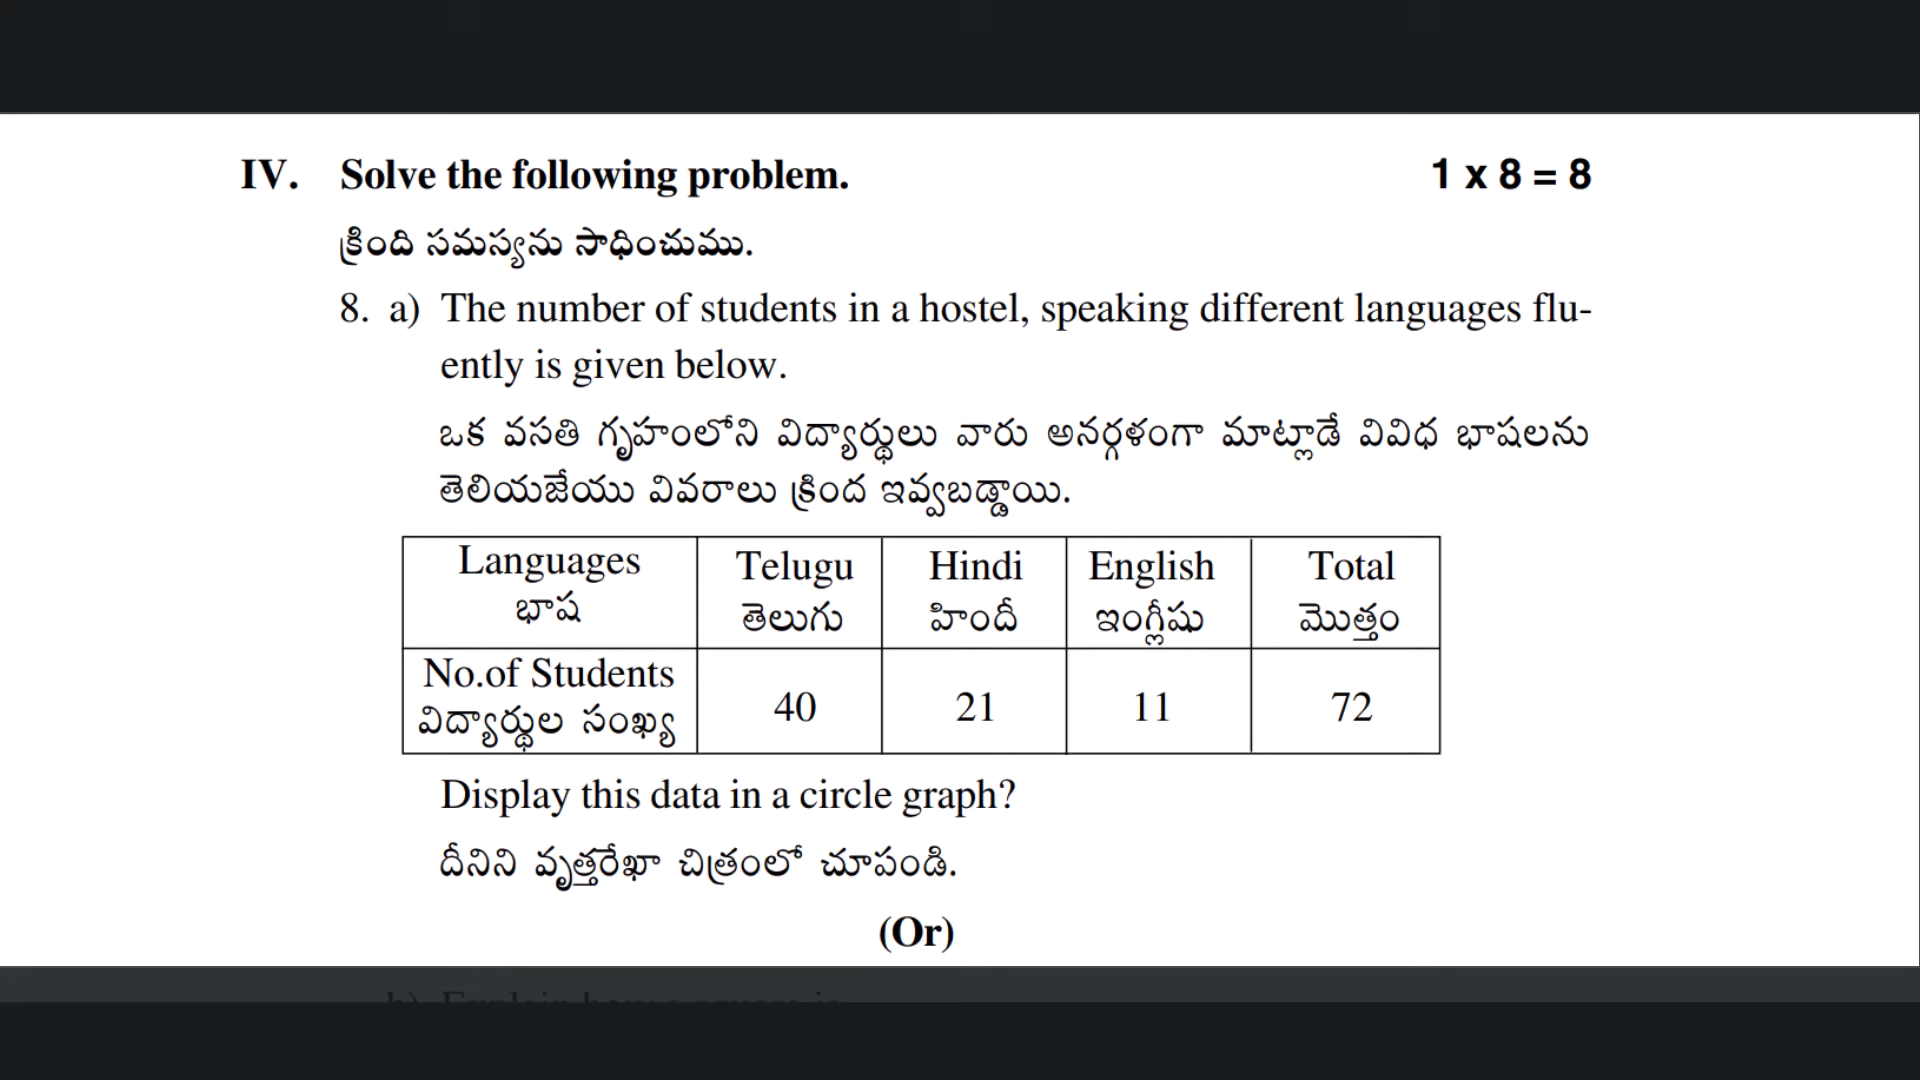 IV. Solve the following problem. 1 x 8 = 8
క్రింది సమస్యను సాధించుము.
8. a) The number of students in a hostel, speaking different languages flu-
ently is given below.
ఒక వసతి గృహంలోని విద్యార్థులు వారు అనర్గళంగా మాట్లాడే వివిధ భాషలను
తెలియజేయు వివరాలు క్రింద ఇవ్వబడ్డాయి.
Languages Telugu Hindi English Total
భాష తెలుగు హిందీ ఇంగ్లీషు మొత్తం
No.of Students
విద్యార్థుల సంఖ్య 40 21 11 72
Display this data in a circle graph?
దీనిని వృత్తరేఖా చిత్రంలో చూపండి.
(Or)